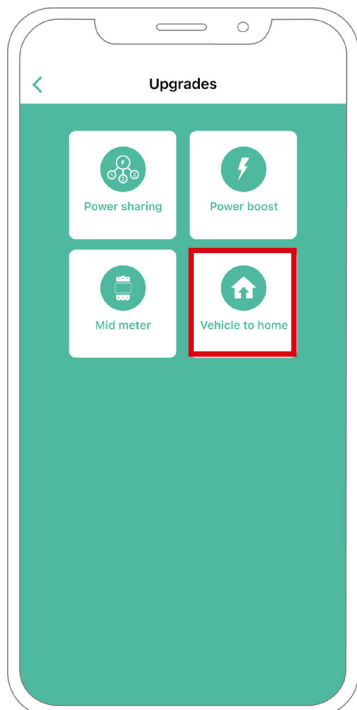 Upgrades
Power sharing
Power boost
Mid meter
Vehicle to home